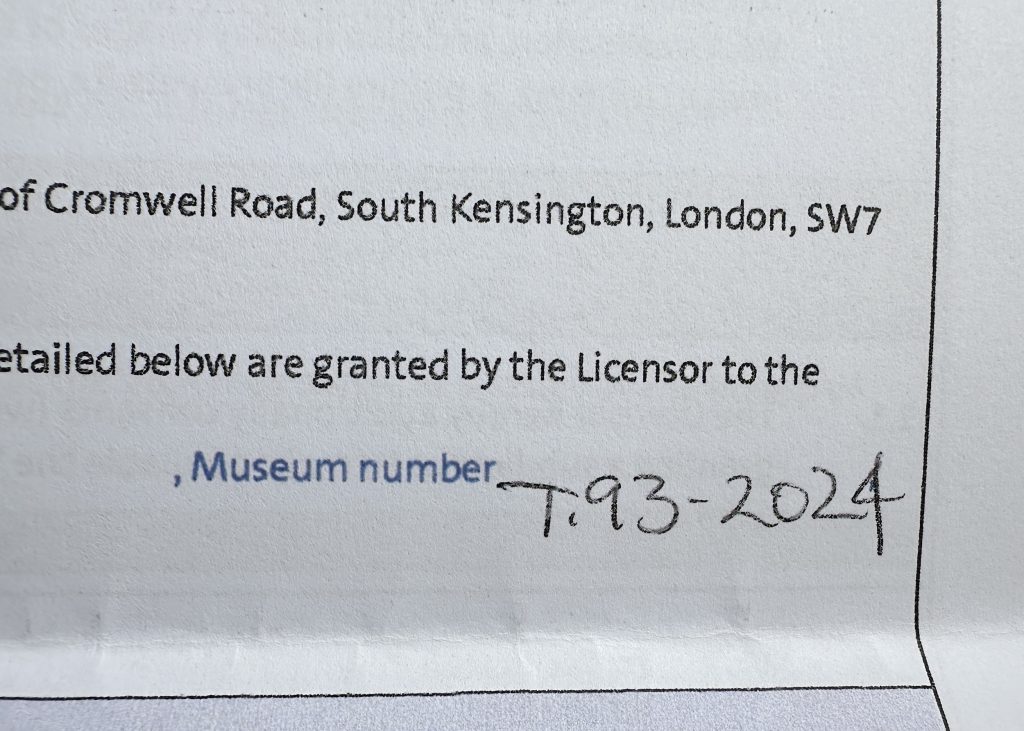 of Cromwell Road, South Kensington, London, SW7
etailed below are granted by the Licensor to the
, Museum number T.93-2024